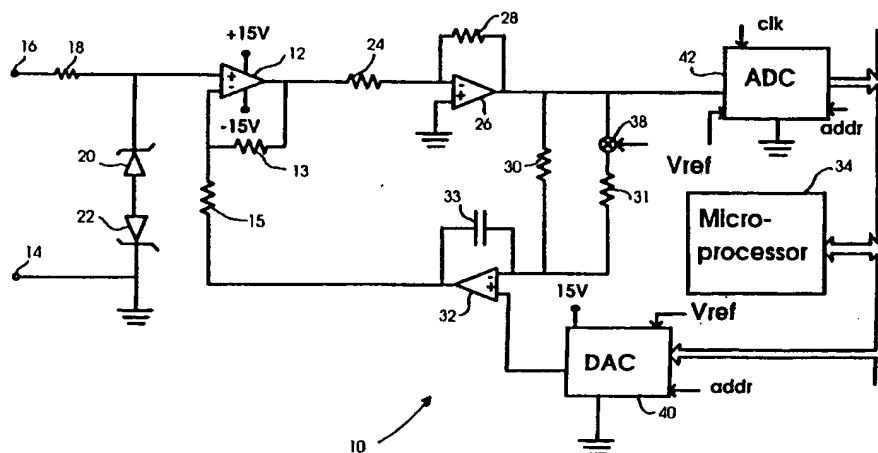 16
18
+15V
12
24
28
clk
42
ADC
+
-
-15V
13
-
+
26
38
Vref
addr
20
15
30
31
34
Micro-
processor
22
33
14
32
-
+
15V
Vref
DAC
addr
40
10